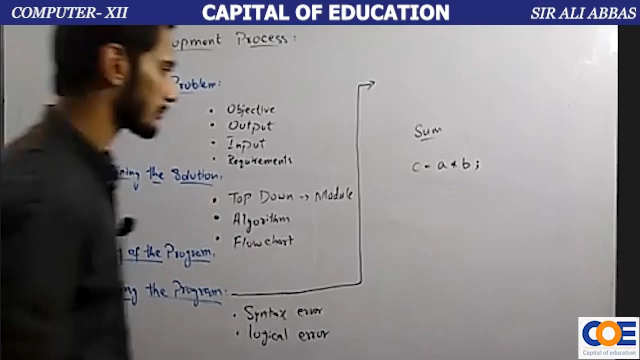 COMPUTER- XII
CAPITAL OF EDUCATION
SIR ALI ABBAS
opment Process:
Problem:
• Objective
• Output
• Input
• Requirements
ning the Solution.
• Top Down → Module
• Algorithm
• Flowchart
of the Program.
ing the Program:
• Syntax error
• logical error
Sum
c = a * b ;
COE
Capital of education